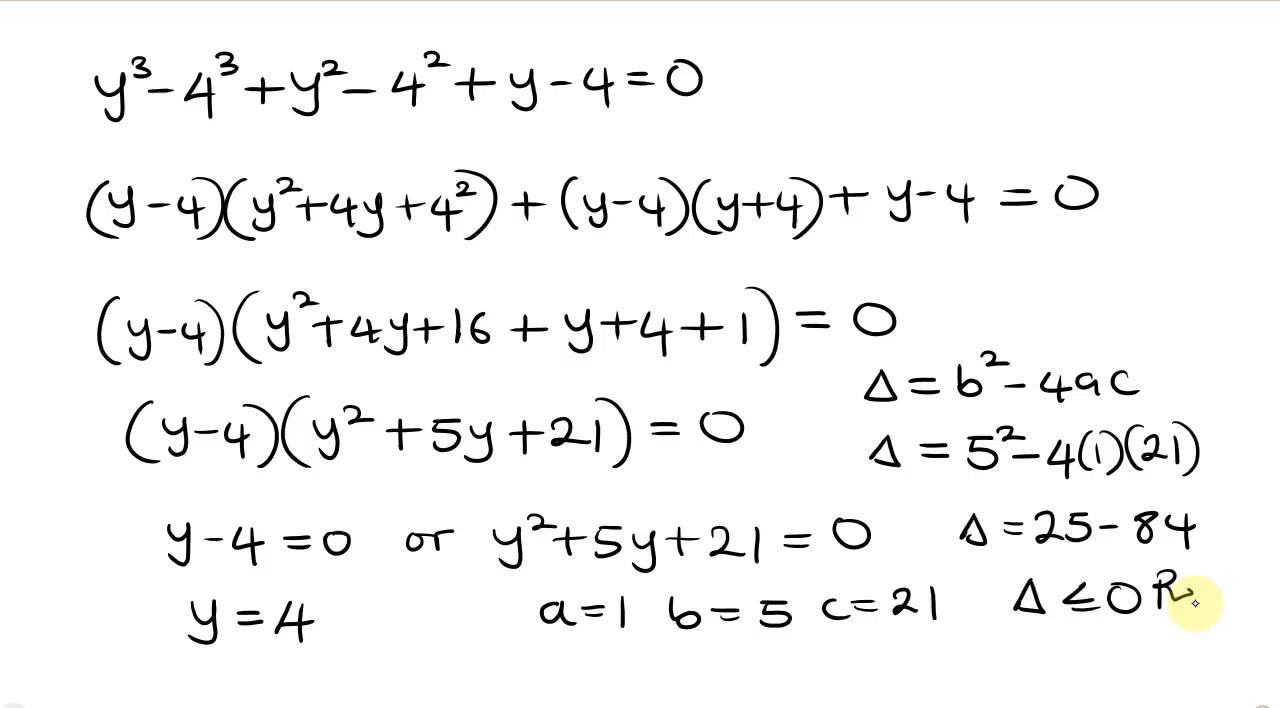 y³-4³+y²-4²+y-4=0
(y-4)(y²+4y+4²)+(y-4)(y+4)+y-4=0
(y-4)(y²+4y+16+y+4+1)=0
(y-4)(y²+5y+21)=0
y-4=0 or y²+5y+21=0
y=4
a=1 b=5 c=21
Δ=b²-4ac
Δ=5²-4(1)(21)
Δ=25-84
Δ≤0 R